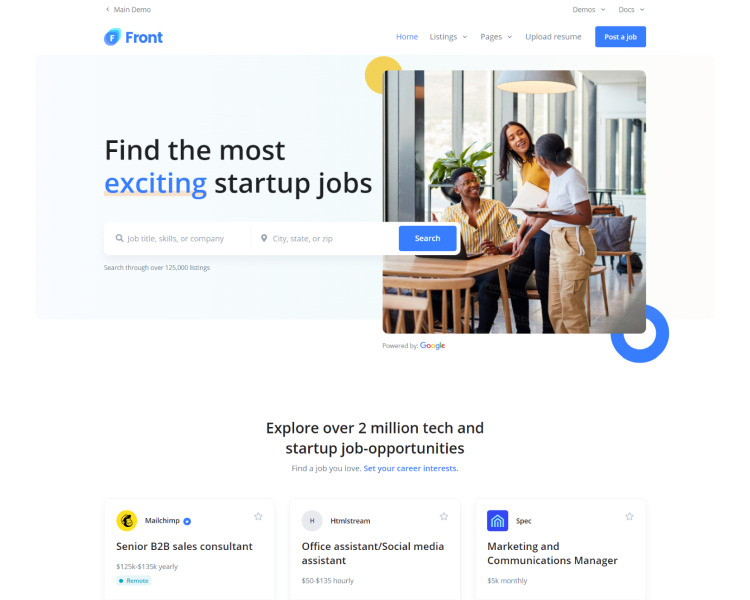 Main Demo
Demos
Docs
Front
Home
Listings
Pages
Upload resume
Post a job
Find the most
exciting startup jobs
Job title, skills, or company
City, state, or zip
Search
Search through over 125,000 listings
Powered by: Google
Explore over 2 million tech and
startup job-opportunities
Find a job you love. Set your career interests.
Mailchimp
Senior B2B sales consultant
$125k-$135k yearly
Remote
H
Htmlstream
Office assistant/Social media
assistant
$50-$135 hourly
Spec
Marketing and
Communications Manager
$5k monthly